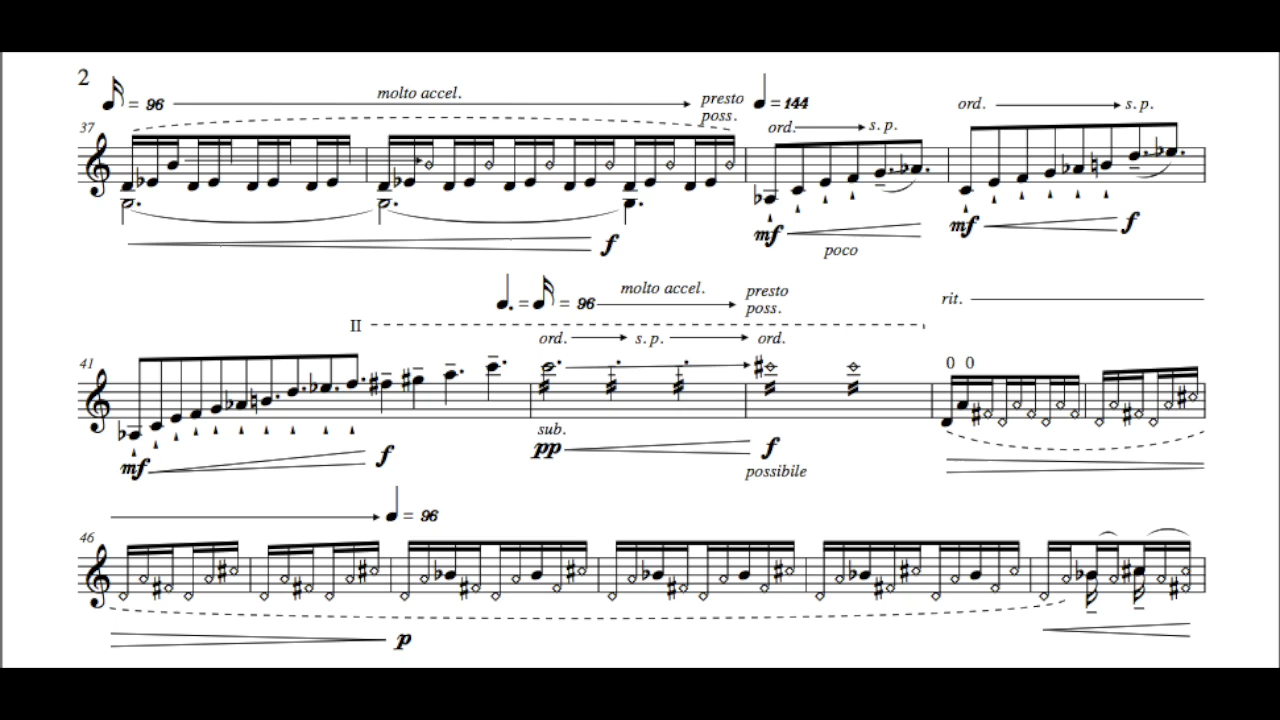 2
= 96 molto accel. presto = 144 ord. s. p.
poss.
37 ord. s. p.
mf f mf f
poco
= = 96 molto accel. presto rit.
poss.
II
ord. s. p. ord. 0 0
41
sub.
mf f pp f
possibile
= 96
46
p